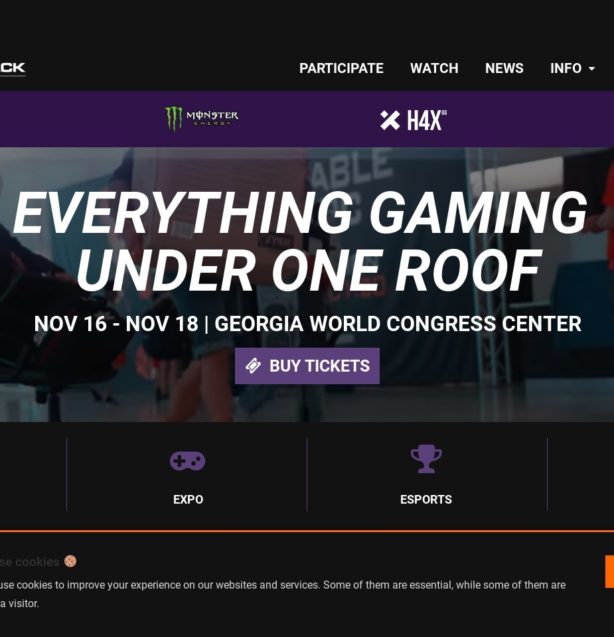 CK
PARTICIPATE WATCH NEWS INFO
MONSTER H4X
ENERGY
ABLE
EVERYTHING GAMING
UNDER ONE ROOF
NOV 16 - NOV 18 | GEORGIA WORLD CONGRESS CENTER
BUY TICKETS
EXPO ESPORTS
se cookies
use cookies to improve your experience on our websites and services. Some of them are essential, while some of them are
a visitor.